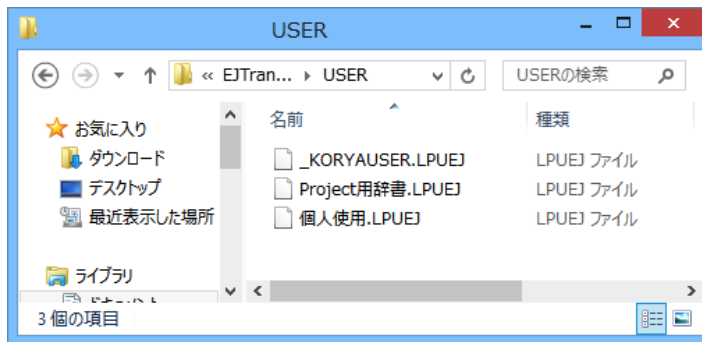 USER
« EJTran... ▸ USER
USERの検索
お気に入り
ダウンロード
デスクトップ
最近表示した場所
ライブラリ
名前
種類
_KORYAUSER.LPUEJ
LPUEJ ファイル
Project用辞書.LPUEJ
LPUEJ ファイル
個人使用.LPUEJ
LPUEJ ファイル
3 個の項目